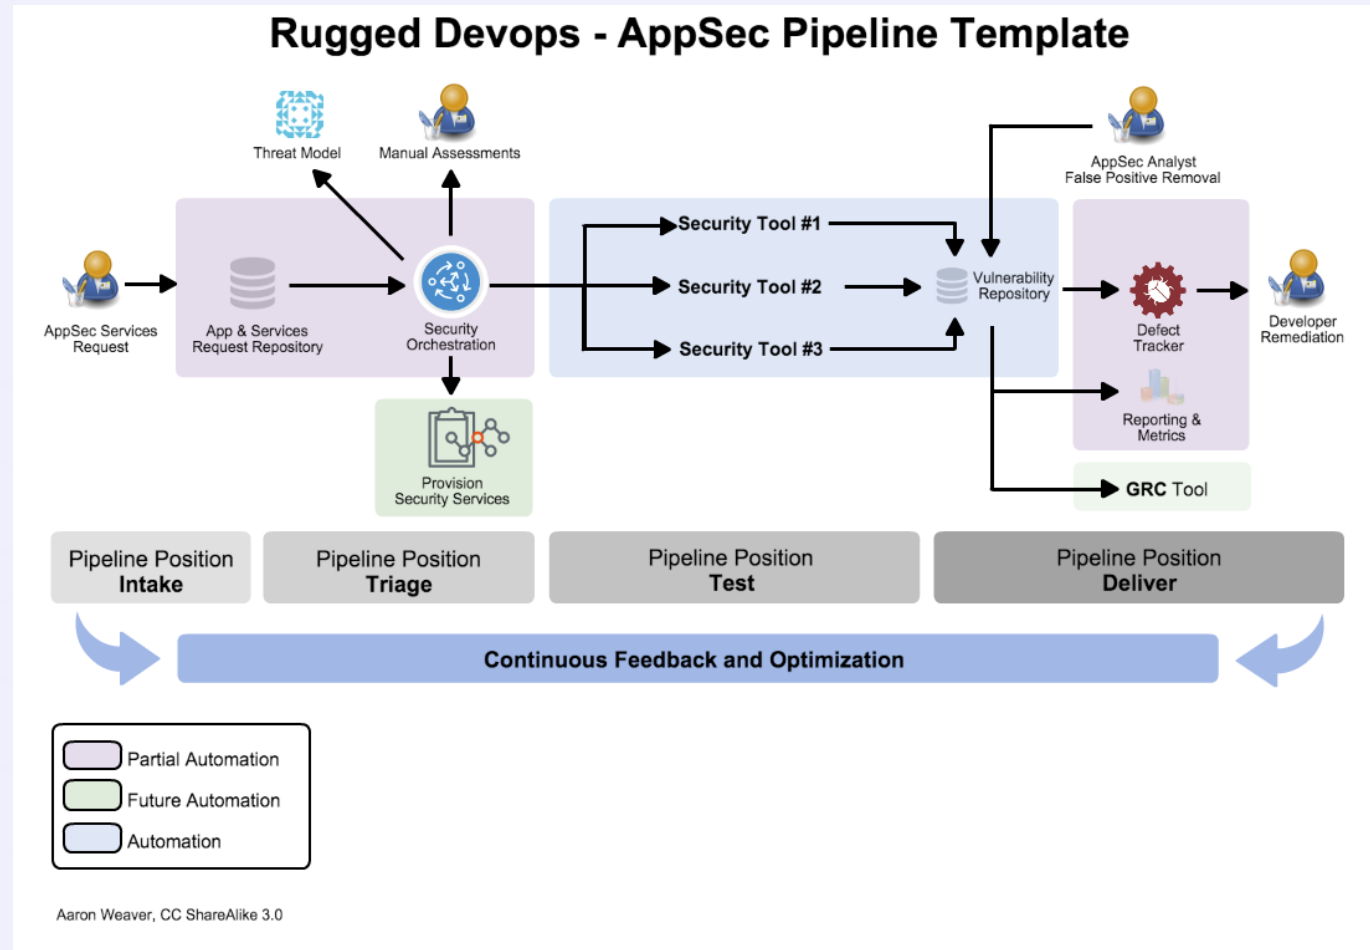 Rugged Devops - AppSec Pipeline Template
Threat Model
Manual Assessments
AppSec Analyst
False Positive Removal
AppSec Services
Request
App & Services
Request Repository
Security
Orchestration
Security Tool #1
Security Tool #2
Security Tool #3
Vulnerability
Repository
Defect
Tracker
Developer
Remediation
Reporting &
Metrics
Provision
Security Services
GRC Tool
Pipeline Position
Intake
Pipeline Position
Triage
Pipeline Position
Test
Pipeline Position
Deliver
Continuous Feedback and Optimization
Partial Automation
Future Automation
Automation
Aaron Weaver, CC ShareAlike 3.0